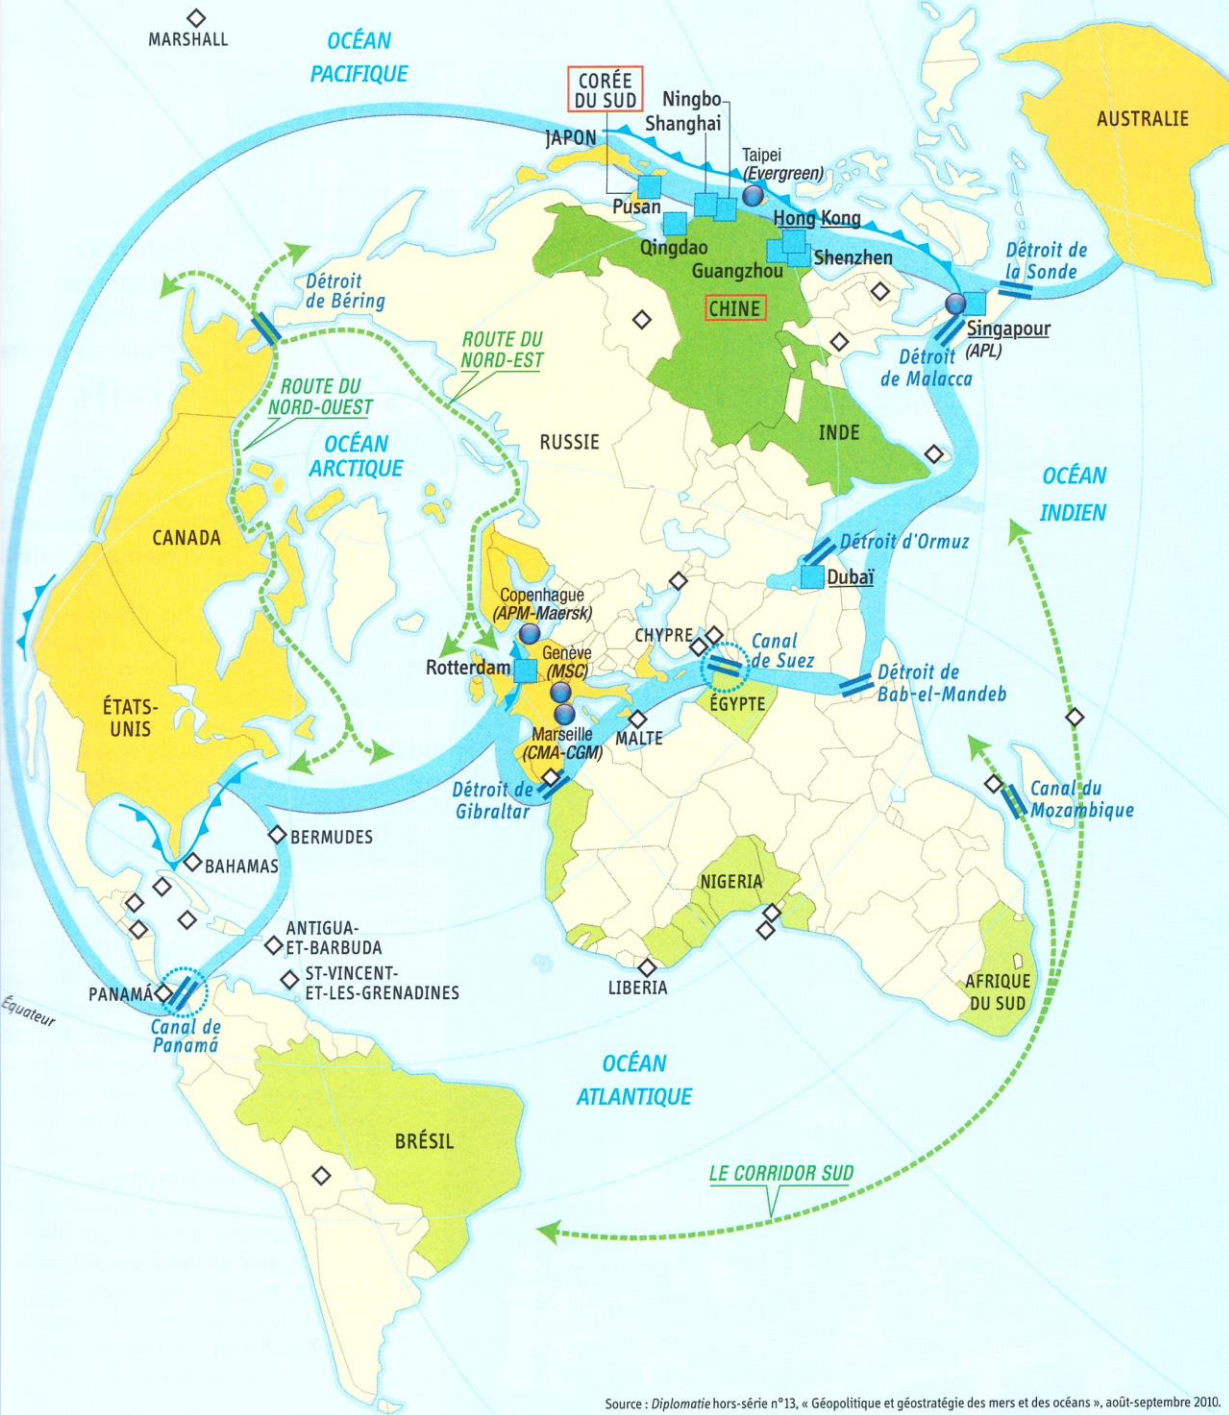 MARSHALL
OCÉAN
PACIFIQUE
CORÉE
DU SUD
Ningbo
Shanghai
JAPON
Taipei
(Evergreen)
AUSTRALIE
Pusan
Hong Kong
Qingdao
Guangzhou
Shenzhen
Détroit de
la Sonde
Détroit
de Béring
CHINE
Singapour
(APL)
Détroit
de Malacca
ROUTE DU
NORD-EST
ROUTE DU
NORD-OUEST
OCÉAN
ARCTIQUE
RUSSIE
INDE
OCÉAN
INDIEN
CANADA
Détroit d'Ormuz
Dubaï
Copenhague
(APM-Maersk)
CHYPRE
Canal
de Suez
Rotterdam
Genève
(MSC)
Détroit de
Bab-el-Mandeb
ÉTATS-
UNIS
ÉGYPTE
Marseille
(CMA-CGM)
MALTE
Détroit de
Gibraltar
Canal du
Mozambique
BERMUDES
BAHAMAS
NIGERIA
ANTIGUA-
ET-BARBUDA
ST-VINCENT-
ET-LES-GRENADINES
LIBERIA
AFRIQUE
DU SUD
PANAMÁ
Équateur
Canal de
Panamá
OCÉAN
ATLANTIQUE
BRÉSIL
LE CORRIDOR SUD
Source : Diplomatie hors-série n°13, « Géopolitique et géostratégie des mers et des océans », août-septembre 2010.